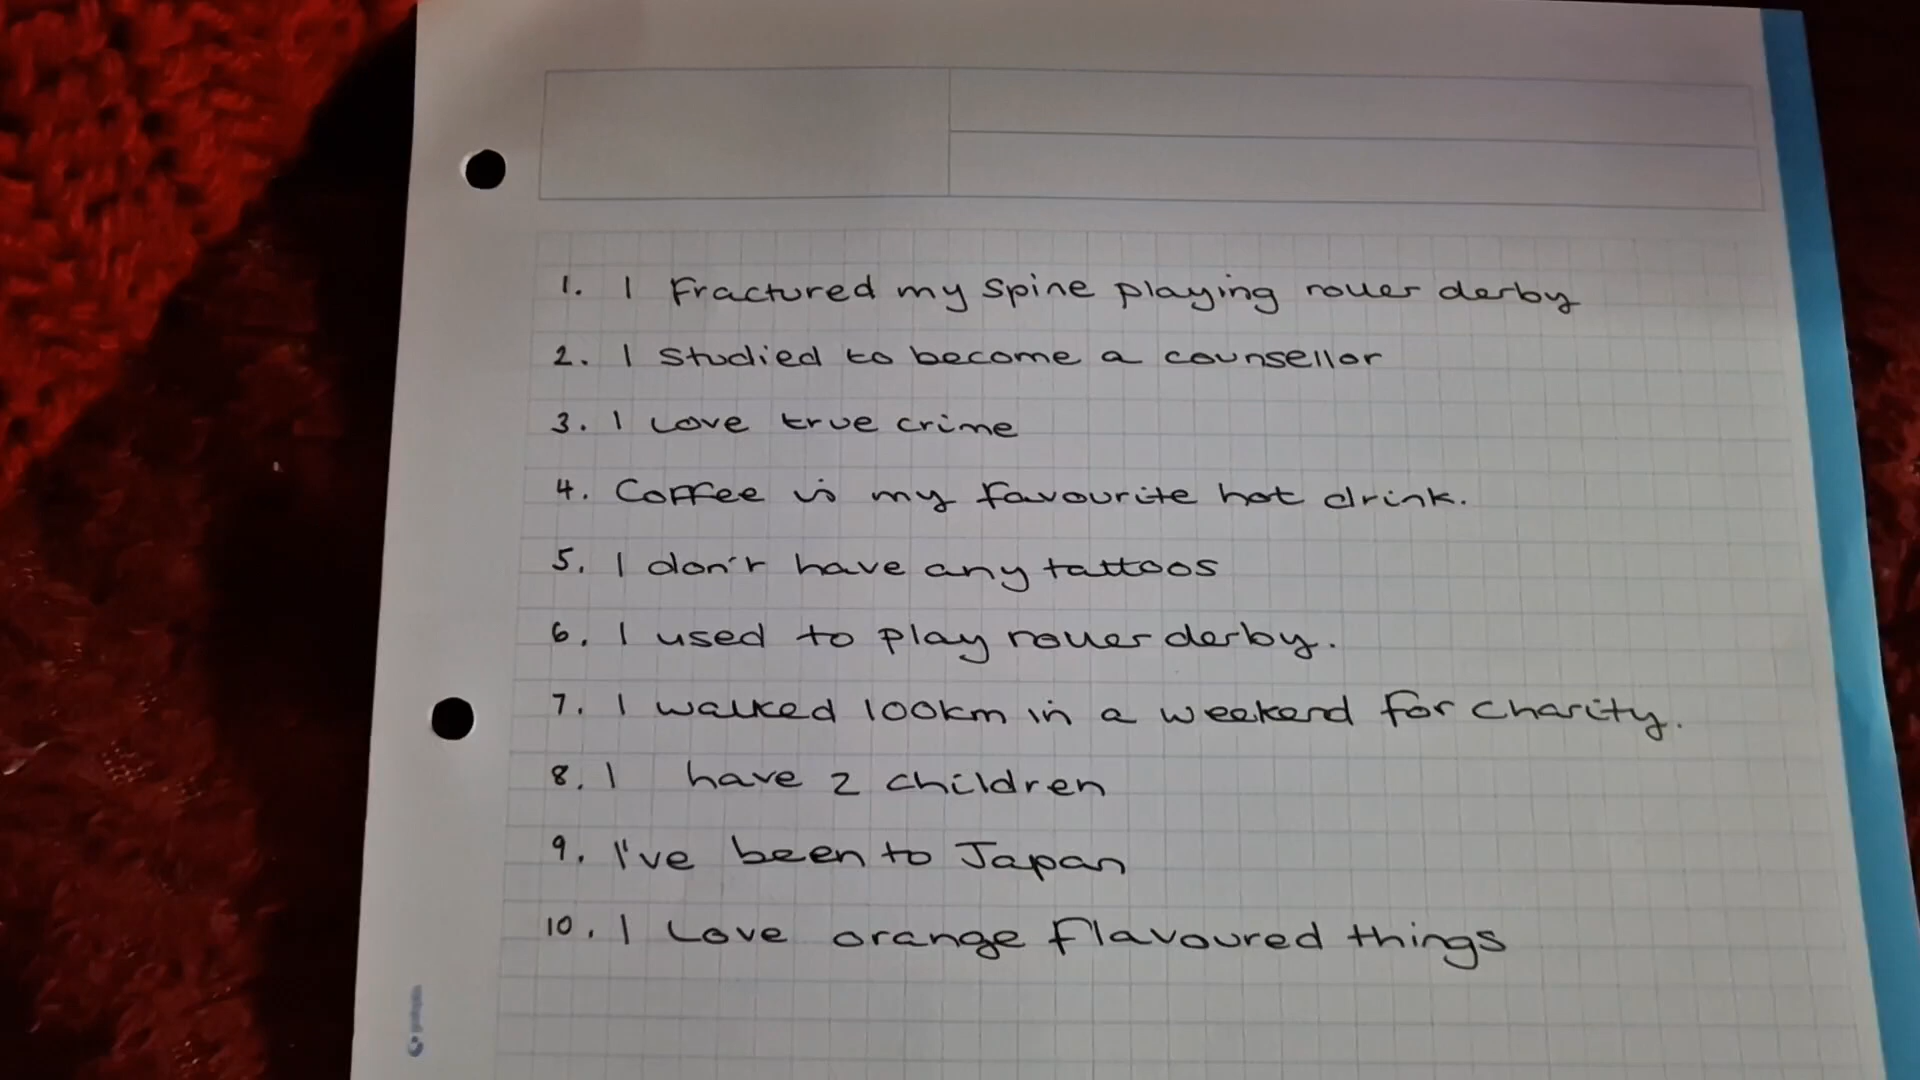 1. I Fractured my spine playing roller derby
2. I studied to become a counsellor
3. I love true crime
4. Coffee is my favourite hot drink.
5. I don't have any tattoos
6. I used to play roller derby.
7. I walked 100km in a weekend for charity.
8. I have 2 children
9. I've been to Japan
10. I love orange flavoured things